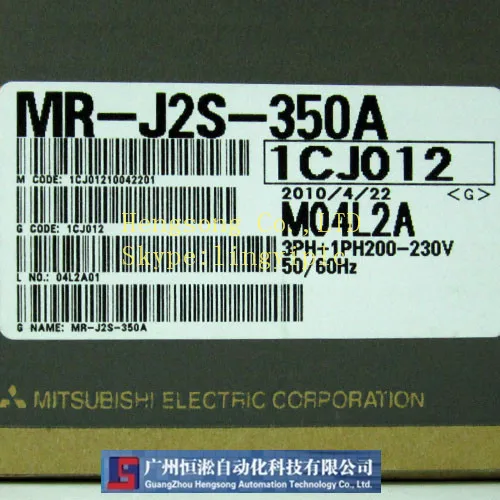 MR-J2S-350A
1CJ012
M CODE: 1CJ01210042201
2010/4/22 <G>
M04L2A
G CODE: 1CJ012
3PH+1PH200-230V
50/60Hz
L NO.: 04L2A01
G NAME: MR-J2S-350A
Hengsong Co.,LTD
MITSUBISHI ELECTRIC CORPORATION
广州恒淞自动化科技有限公司
GuangZhou Hengsong Automation Technology Co.,Ltd